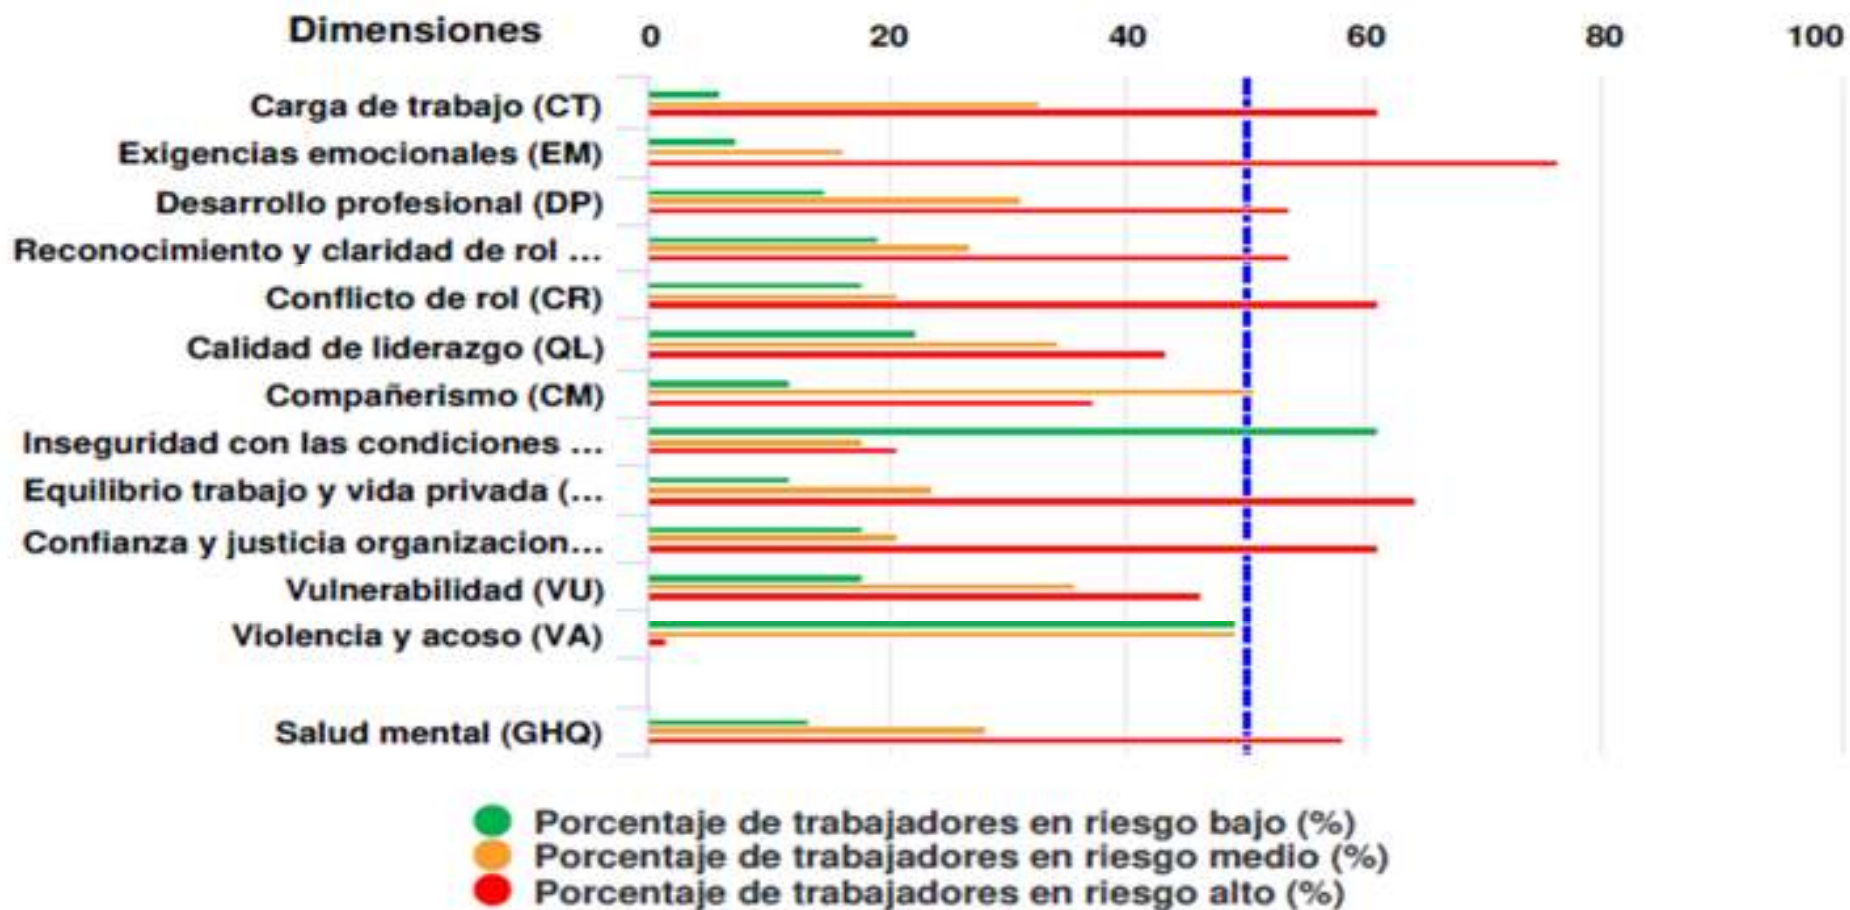 Dimensiones 0 20 40 60 80 100
Carga de trabajo (CT)
Exigencias emocionales (EM)
Desarrollo profesional (DP)
Reconocimiento y claridad de rol ...
Conflicto de rol (CR)
Calidad de liderazgo (QL)
Compañerismo (CM)
Inseguridad con las condiciones ...
Equilibrio trabajo y vida privada (...
Confianza y justicia organizacion...
Vulnerabilidad (VU)
Violencia y acoso (VA)
Salud mental (GHQ)
Porcentaje de trabajadores en riesgo bajo (%)
Porcentaje de trabajadores en riesgo medio (%)
Porcentaje de trabajadores en riesgo alto (%)